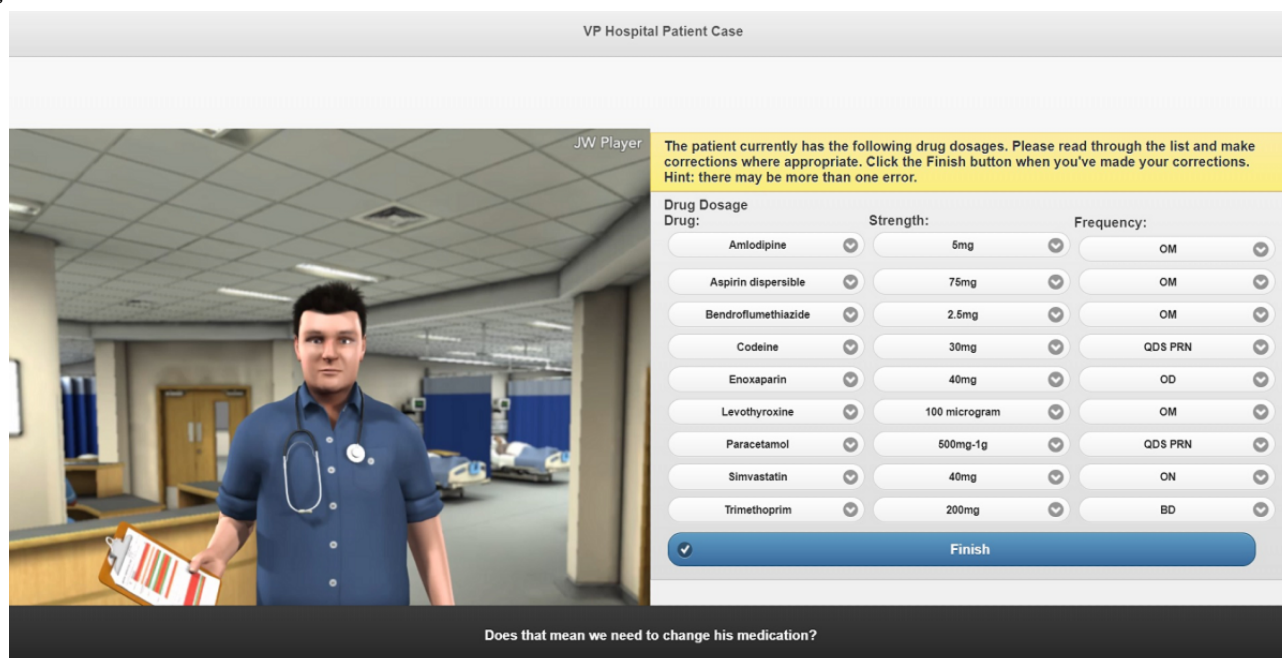 VP Hospital Patient Case
JW Player
The patient currently has the following drug dosages. Please read through the list and make
corrections where appropriate. Click the Finish button when you've made your corrections.
Hint: there may be more than one error.
Drug Dosage
Drug: Strength: Frequency:
Amlodipine 5mg OM
Aspirin dispersible 75mg OM
Bendroflumethiazide 2.5mg OM
Codeine 30mg QDS PRN
Enoxaparin 40mg OD
Levothyroxine 100 microgram OM
Paracetamol 500mg-1g QDS PRN
Simvastatin 40mg ON
Trimethoprim 200mg BD
Finish
Does that mean we need to change his medication?